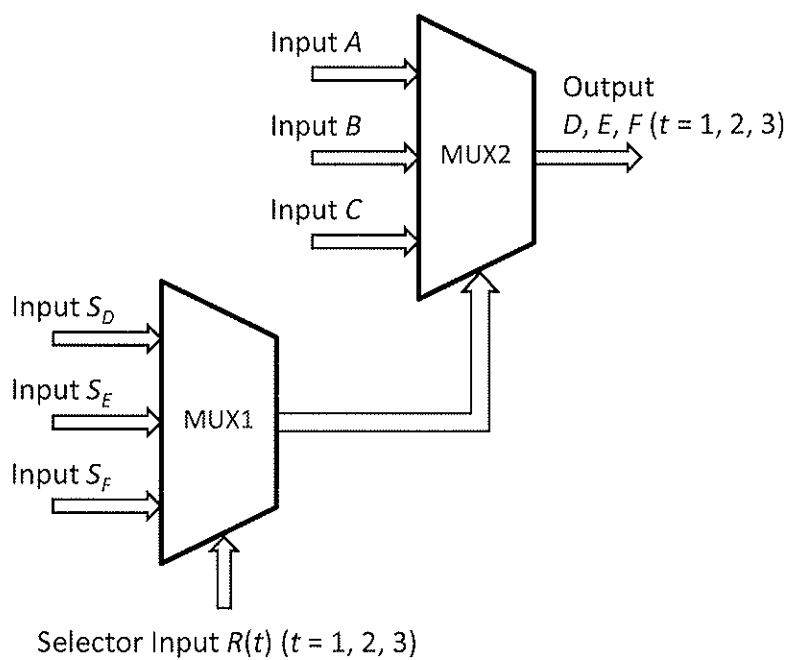 Input A
Output
D, E, F (t = 1, 2, 3)
Input B
MUX2
Input C
Input S_D
Input S_E
MUX1
Input S_F
Selector Input R(t) (t = 1, 2, 3)